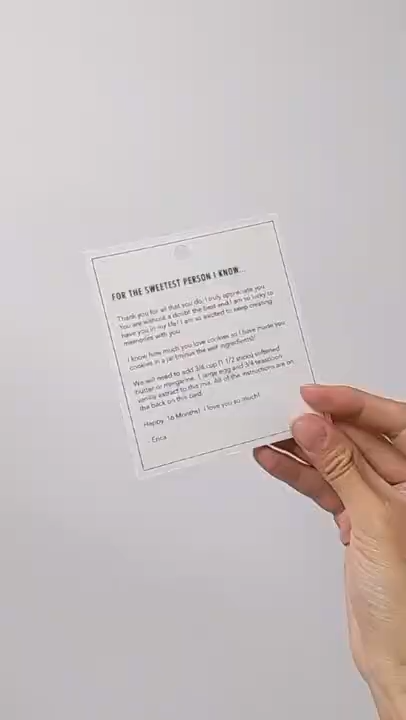 FOR THE SWEETEST PERSON I KNOW...
Thank you for all that you do, I truly appreciate you.
You are without a doubt the best and I am so lucky to
have you in my life! I am so excited to keep creating
memories with you.
I know how much you love cookies so I have made you
cookies in a jar (minus the wet ingredients)!
We will need to add 3/4 cup (1 1/2 sticks) softened
butter or margarine, 1 large egg and 3/4 teaspoon
vanilla extract to this mix. All of the instructions are on
the back on this card.
Happy 16 Months! I love you so much!
- Erica